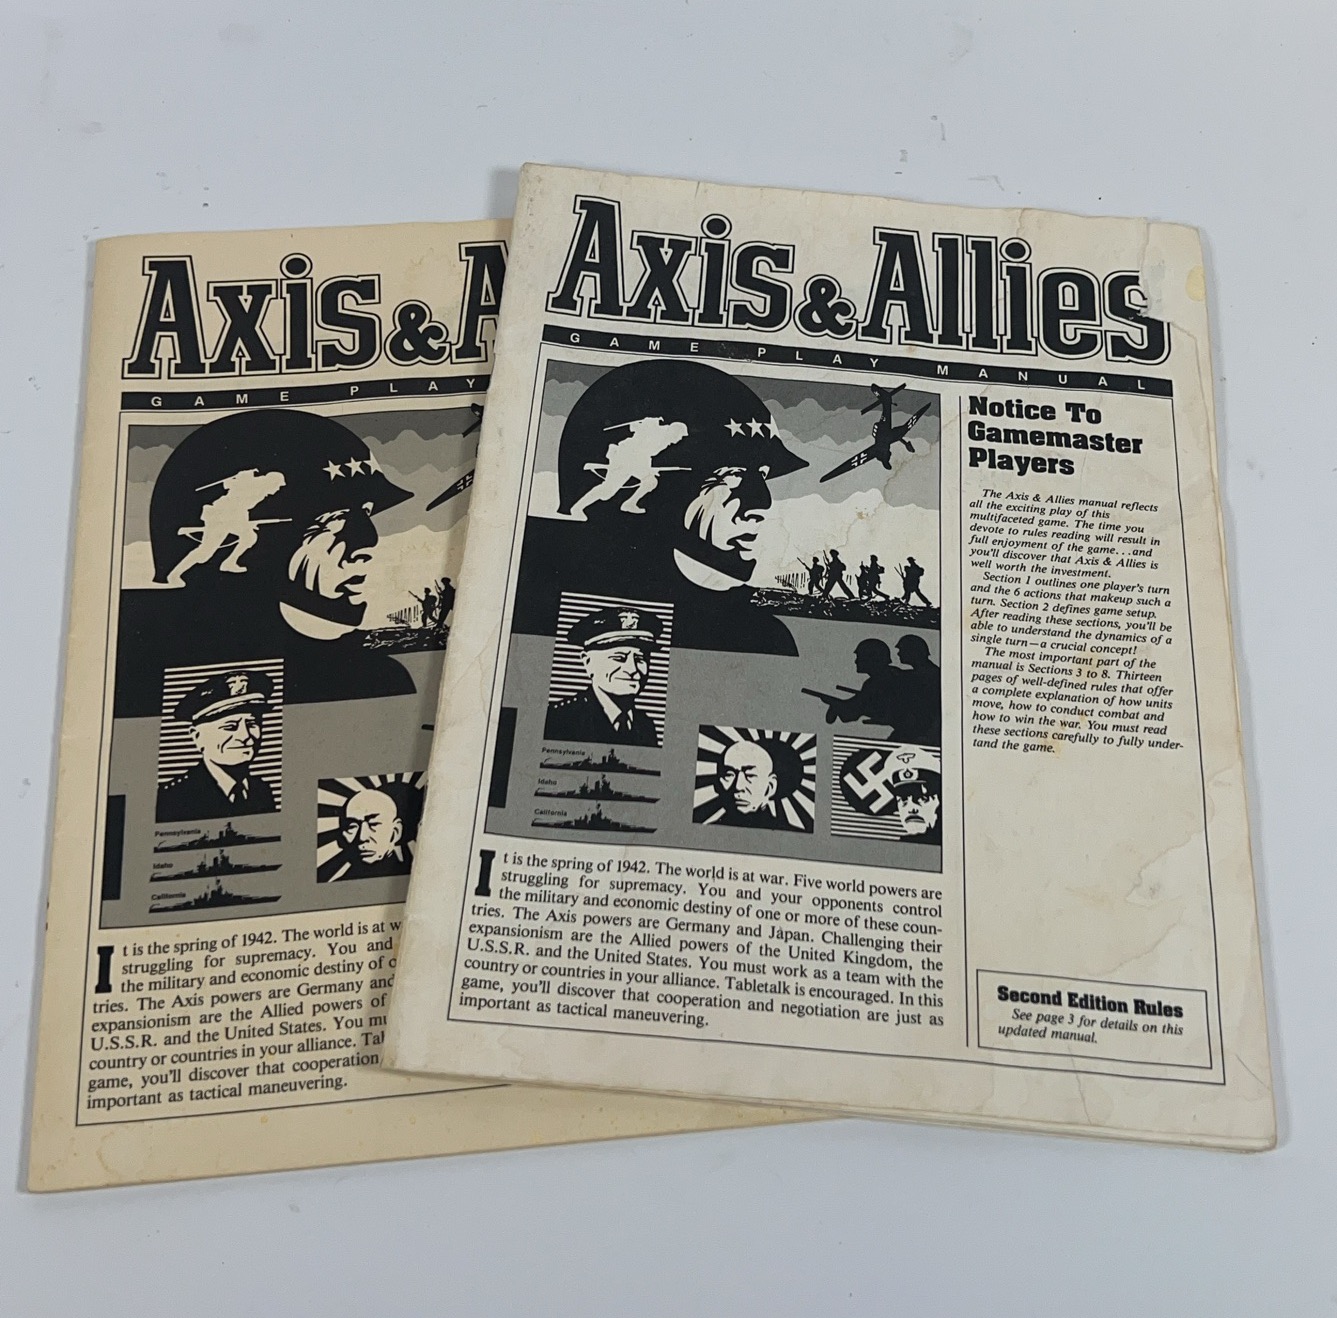 Axis & A
GAME PLAY
Pennsylvania
Idaho
California
It is the spring of 1942. The world is at w
struggling for supremacy. You and
the military and economic destiny of o
tries. The Axis powers are Germany and
expansionism are the Allied powers of
U.S.S.R. and the United States. You mu
country or countries in your alliance. Tab
game, you'll discover that cooperation
important as tactical maneuvering.
Axis & Allies
GAME PLAY MANUAL
Pennsylvania
Idaho
California
It is the spring of 1942. The world is at war. Five world powers are
struggling for supremacy. You and your opponents control
the military and economic destiny of one or more of these coun-
tries. The Axis powers are Germany and Japan. Challenging their
expansionism are the Allied powers of the United Kingdom, the
U.S.S.R. and the United States. You must work as a team with the
country or countries in your alliance. Tabletalk is encouraged. In this
game, you'll discover that cooperation and negotiation are just as
important as tactical maneuvering.
Notice To
Gamemaster
Players
The Axis & Allies manual reflects
all the exciting play of this
multifaceted game. The time you
devote to rules reading will result in
full enjoyment of the game...and
you'll discover that Axis & Allies is
well worth the investment.
Section 1 outlines one player's turn
and the 6 actions that makeup such a
turn. Section 2 defines game setup.
After reading these sections, you'll be
able to understand the dynamics of a
single turn—a crucial concept!
The most important part of the
manual is Sections 3 to 8. Thirteen
pages of well-defined rules that offer
a complete explanation of how units
move, how to conduct combat and
how to win the war. You must read
these sections carefully to fully under-
tand the game.
Second Edition Rules
See page 3 for details on this
updated manual.